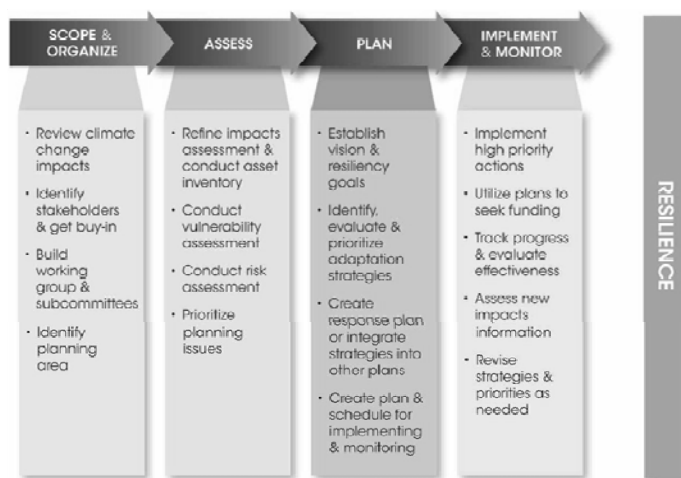 SCOPE &
ORGANIZE
ASSESS
PLAN
IMPLEMENT
& MONITOR
• Review climate
change
impacts
• Identify
stakeholders
& get buy-in
• Build
working
group &
subcommittees
• Identify
planning
area
• Refine impacts
assessment &
conduct asset
inventory
• Conduct
vulnerability
assessment
• Conduct risk
assessment
• Prioritize
planning
issues
• Establish
vision &
resiliency
goals
• Identify,
evaluate &
prioritize
adaptation
strategies
• Create
response plan
or integrate
strategies into
other plans
• Create plan &
schedule for
implementing
& monitoring
• Implement
high priority
actions
• Utilize plans to
seek funding
• Track progress
& evaluate
effectiveness
• Assess new
impacts
information
• Revise
strategies &
priorities as
needed
RESILIENCE